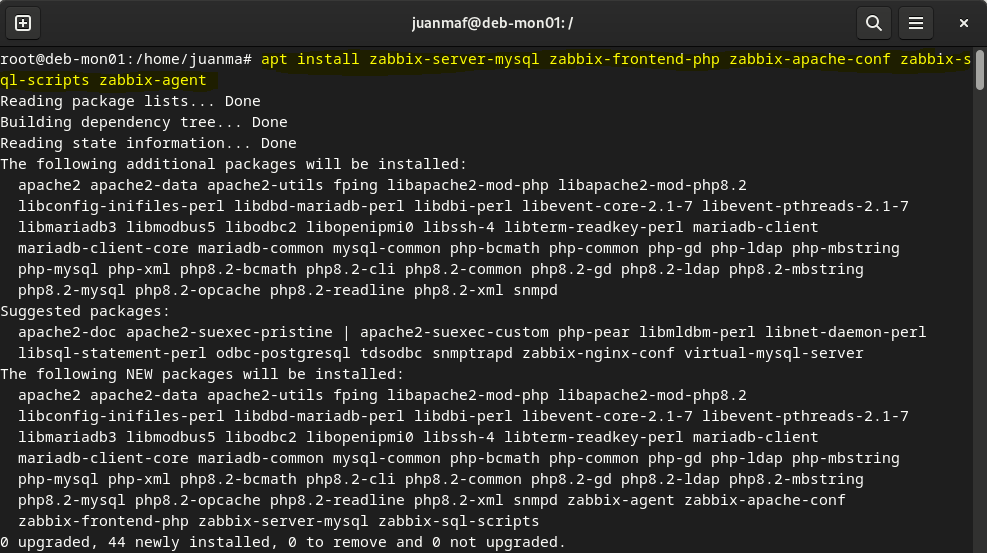 juanmaf@deb-mon01: /
root@deb-mon01:/home/juanma# apt install zabbix-server-mysql zabbix-frontend-php zabbix-apache-conf zabbix-s
ql-scripts zabbix-agent
Reading package lists... Done
Building dependency tree... Done
Reading state information... Done
The following additional packages will be installed:
  apache2 apache2-data apache2-utils fping libapache2-mod-php libapache2-mod-php8.2
  libconfig-inifiles-perl libdbd-mariadb-perl libdbi-perl libevent-core-2.1-7 libevent-pthreads-2.1-7
  libmariadb3 libmodbus5 libodbc2 libopenipmi0 libssh-4 libterm-readkey-perl mariadb-client
  mariadb-client-core mariadb-common mysql-common php-bcmath php-common php-gd php-ldap php-mbstring
  php-mysql php-xml php8.2-bcmath php8.2-cli php8.2-common php8.2-gd php8.2-ldap php8.2-mbstring
  php8.2-mysql php8.2-opcache php8.2-readline php8.2-xml snmpd
Suggested packages:
  apache2-doc apache2-suexec-pristine | apache2-suexec-custom php-pear libmldbm-perl libnet-daemon-perl
  libsql-statement-perl odbc-postgresql tdsodbc snmptrapd zabbix-nginx-conf virtual-mysql-server
The following NEW packages will be installed:
  apache2 apache2-data apache2-utils fping libapache2-mod-php libapache2-mod-php8.2
  libconfig-inifiles-perl libdbd-mariadb-perl libdbi-perl libevent-core-2.1-7 libevent-pthreads-2.1-7
  libmariadb3 libmodbus5 libodbc2 libopenipmi0 libssh-4 libterm-readkey-perl mariadb-client
  mariadb-client-core mariadb-common mysql-common php-bcmath php-common php-gd php-ldap php-mbstring
  php-mysql php-xml php8.2-bcmath php8.2-cli php8.2-common php8.2-gd php8.2-ldap php8.2-mbstring
  php8.2-mysql php8.2-opcache php8.2-readline php8.2-xml snmpd zabbix-agent zabbix-apache-conf
  zabbix-frontend-php zabbix-server-mysql zabbix-sql-scripts
0 upgraded, 44 newly installed, 0 to remove and 0 not upgraded.